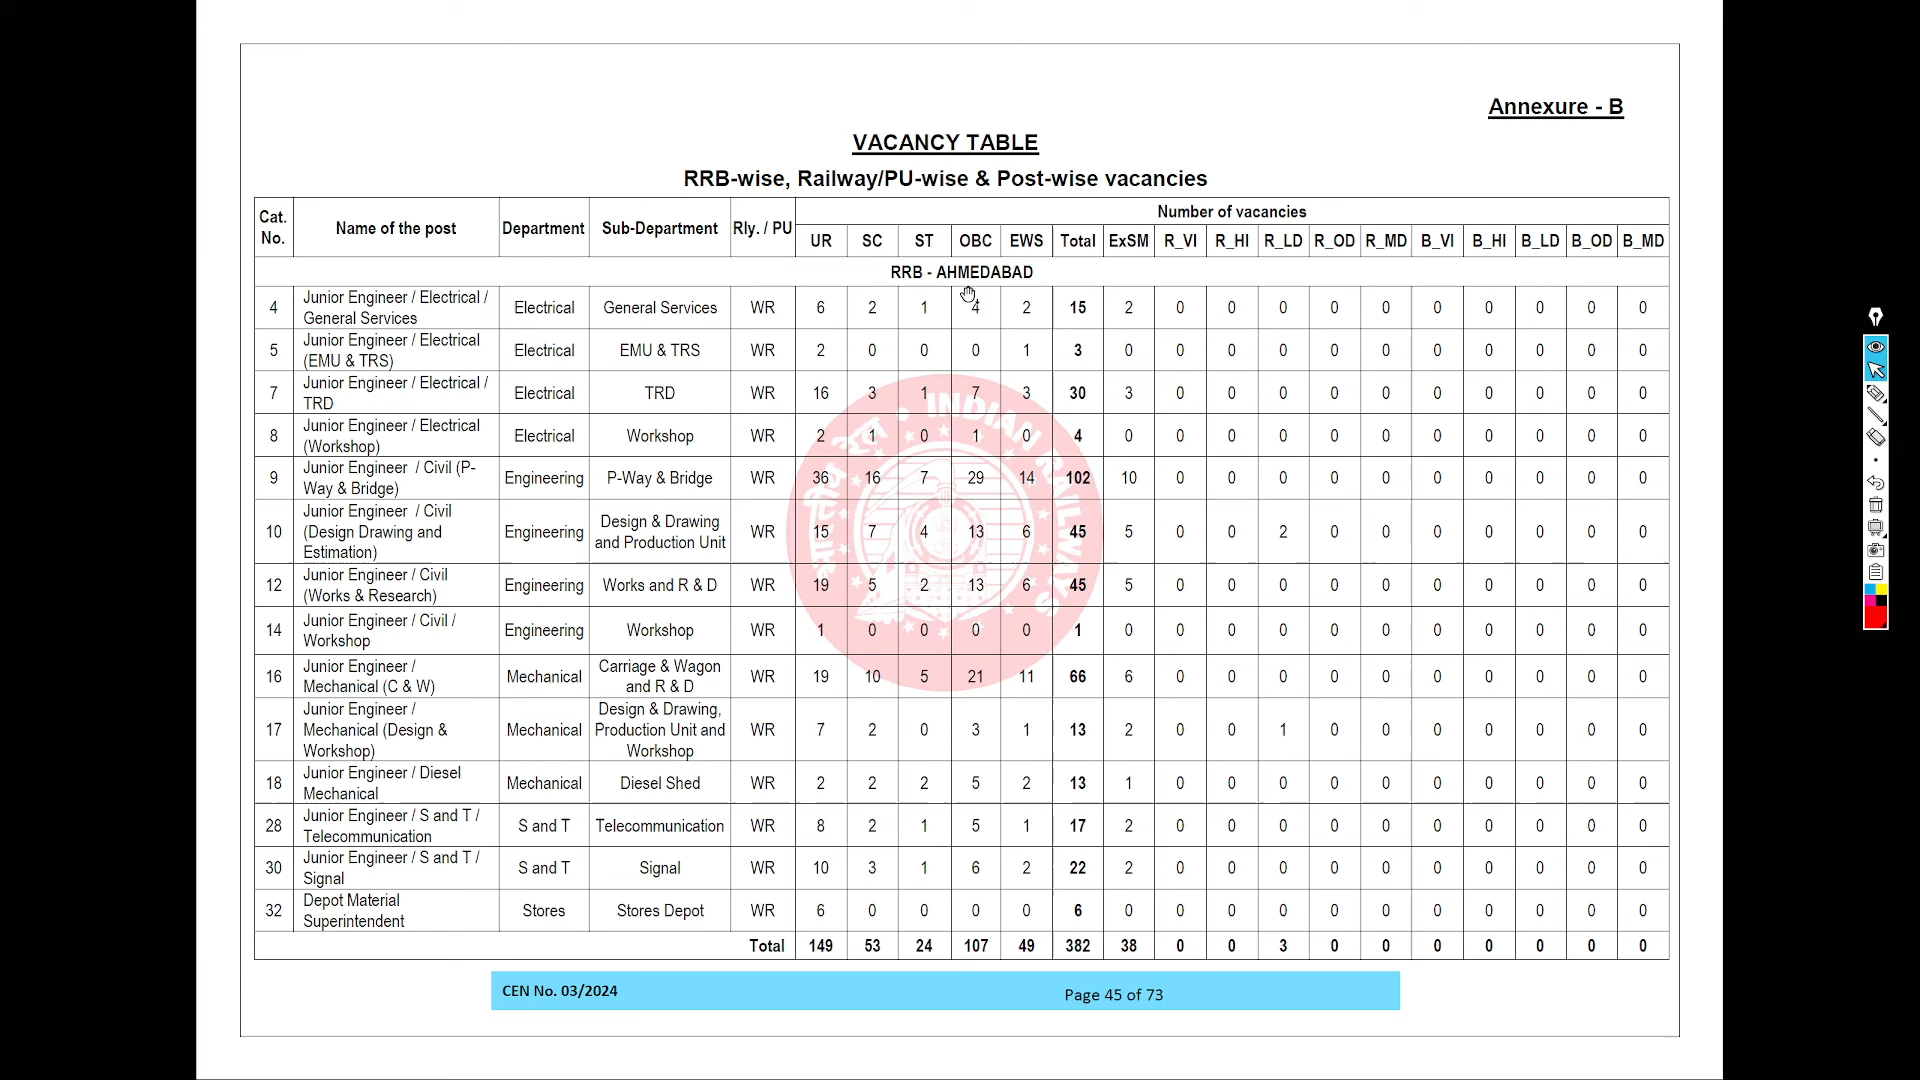 Annexure - B
VACANCY TABLE
RRB-wise, Railway/PU-wise & Post-wise vacancies
Cat. No. Name of the post Department Sub-Department Rly. / PU Number of vacancies
UR SC ST OBC EWS Total ExSM R_VI R_HI R_LD R_OD R_MD B_VI B_HI B_LD B_OD B_MD
RRB - AHMEDABAD
4 Junior Engineer / Electrical / General Services Electrical General Services WR 6 2 1 4 2 15 2 0 0 0 0 0 0 0 0 0 0
5 Junior Engineer / Electrical (EMU & TRS) Electrical EMU & TRS WR 2 0 0 0 1 3 0 0 0 0 0 0 0 0 0 0 0
7 Junior Engineer / Electrical / TRD Electrical TRD WR 16 3 1 7 3 30 3 0 0 0 0 0 0 0 0 0 0
8 Junior Engineer / Electrical (Workshop) Electrical Workshop WR 2 1 0 1 0 4 0 0 0 0 0 0 0 0 0 0 0
9 Junior Engineer / Civil (P-Way & Bridge) Engineering P-Way & Bridge WR 36 16 7 29 14 102 10 0 0 0 0 0 0 0 0 0 0
10 Junior Engineer / Civil (Design Drawing and Estimation) Engineering Design & Drawing and Production Unit WR 15 7 4 13 6 45 5 0 0 2 0 0 0 0 0 0 0
12 Junior Engineer / Civil (Works & Research) Engineering Works and R & D WR 19 5 2 13 6 45 5 0 0 0 0 0 0 0 0 0 0
14 Junior Engineer / Civil / Workshop Engineering Workshop WR 1 0 0 0 0 1 0 0 0 0 0 0 0 0 0 0 0
16 Junior Engineer / Mechanical (C & W) Mechanical Carriage & Wagon and R & D WR 19 10 5 21 11 66 6 0 0 0 0 0 0 0 0 0 0
17 Junior Engineer / Mechanical (Design & Workshop) Mechanical Design & Drawing, Production Unit and Workshop WR 7 2 0 3 1 13 2 0 0 1 0 0 0 0 0 0 0
18 Junior Engineer / Diesel Mechanical Mechanical Diesel Shed WR 2 2 2 5 2 13 1 0 0 0 0 0 0 0 0 0 0
28 Junior Engineer / S and T / Telecommunication S and T Telecommunication WR 8 2 1 5 1 17 2 0 0 0 0 0 0 0 0 0 0
30 Junior Engineer / S and T / Signal S and T Signal WR 10 3 1 6 2 22 2 0 0 0 0 0 0 0 0 0 0
32 Depot Material Superintendent Stores Stores Depot WR 6 0 0 0 0 6 0 0 0 0 0 0 0 0 0 0 0
Total 149 53 24 107 49 382 38 0 0 3 0 0 0 0 0 0 0
भारतीय रेल • INDIAN RAILWAYS
CEN No. 03/2024 Page 45 of 73